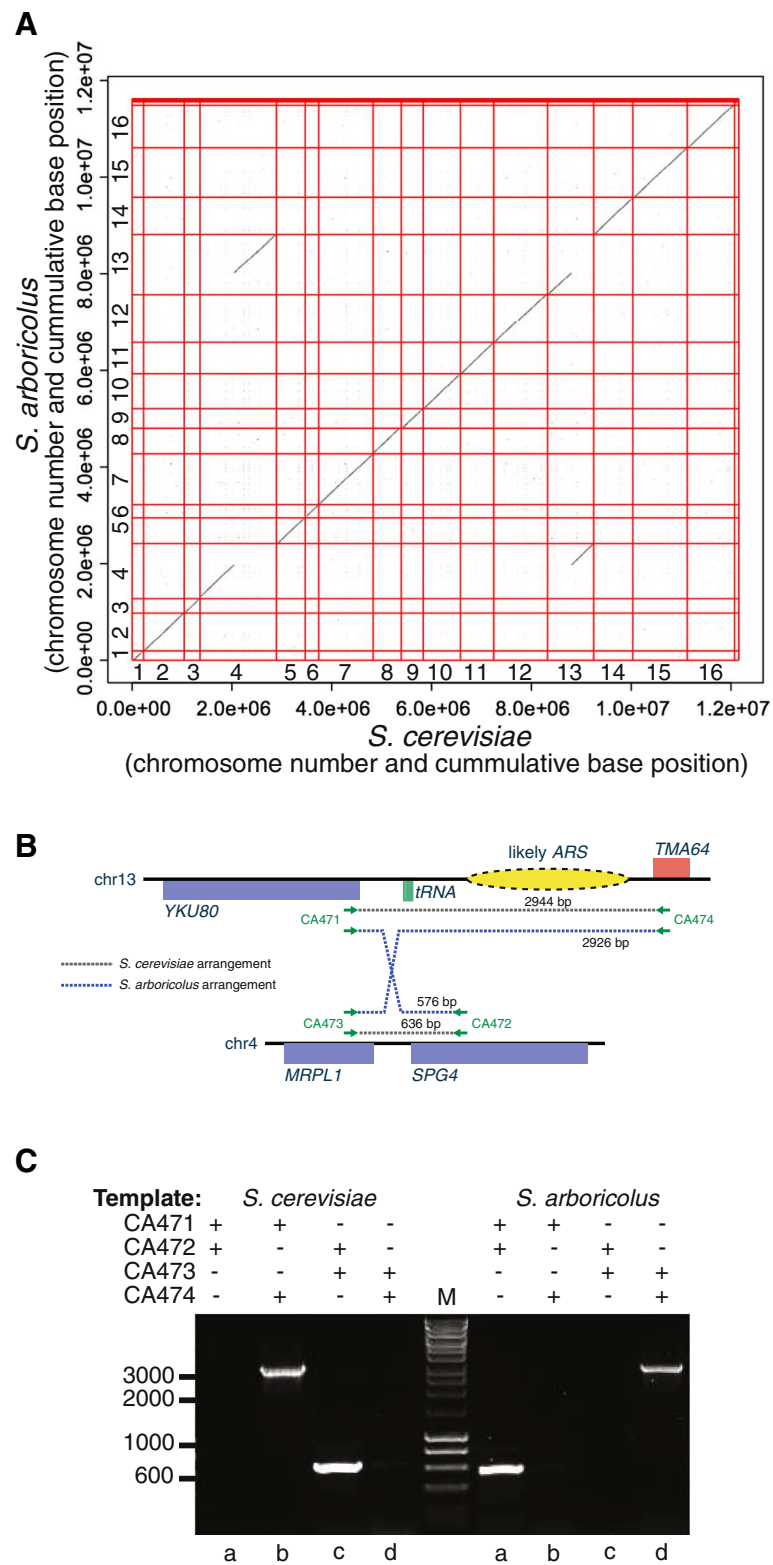 A
S. arboricolus
(chromosome number and cummulative base position)
0.0e+00 2.0e+06 4.0e+06 6.0e+06 8.0e+06 1.0e+07 1.2e+07
1 2 3 4 5 6 7 8 9 10 11 12 13 14 15 16
1 2 3 4 5 6 7 8 9 10 11 12 13 14 15 16
0.0e+00 2.0e+06 4.0e+06 6.0e+06 8.0e+06 1.0e+07 1.2e+07
S. cerevisiae
(chromosome number and cummulative base position)
B
likely ARS
TMA64
chr13
YKU80
tRNA
2944 bp
CA471
CA474
2926 bp
S. cerevisiae arrangement
S. arboricolus arrangement
576 bp
CA473
636 bp
CA472
chr4
MRPL1
SPG4
C
Template: S. cerevisiae S. arboricolus
CA471 + + - - + + - -
CA472 + - + - + - + -
CA473 - - + + - - + +
CA474 - + - + M - + - +
3000
2000
1000
600
a b c d a b c d